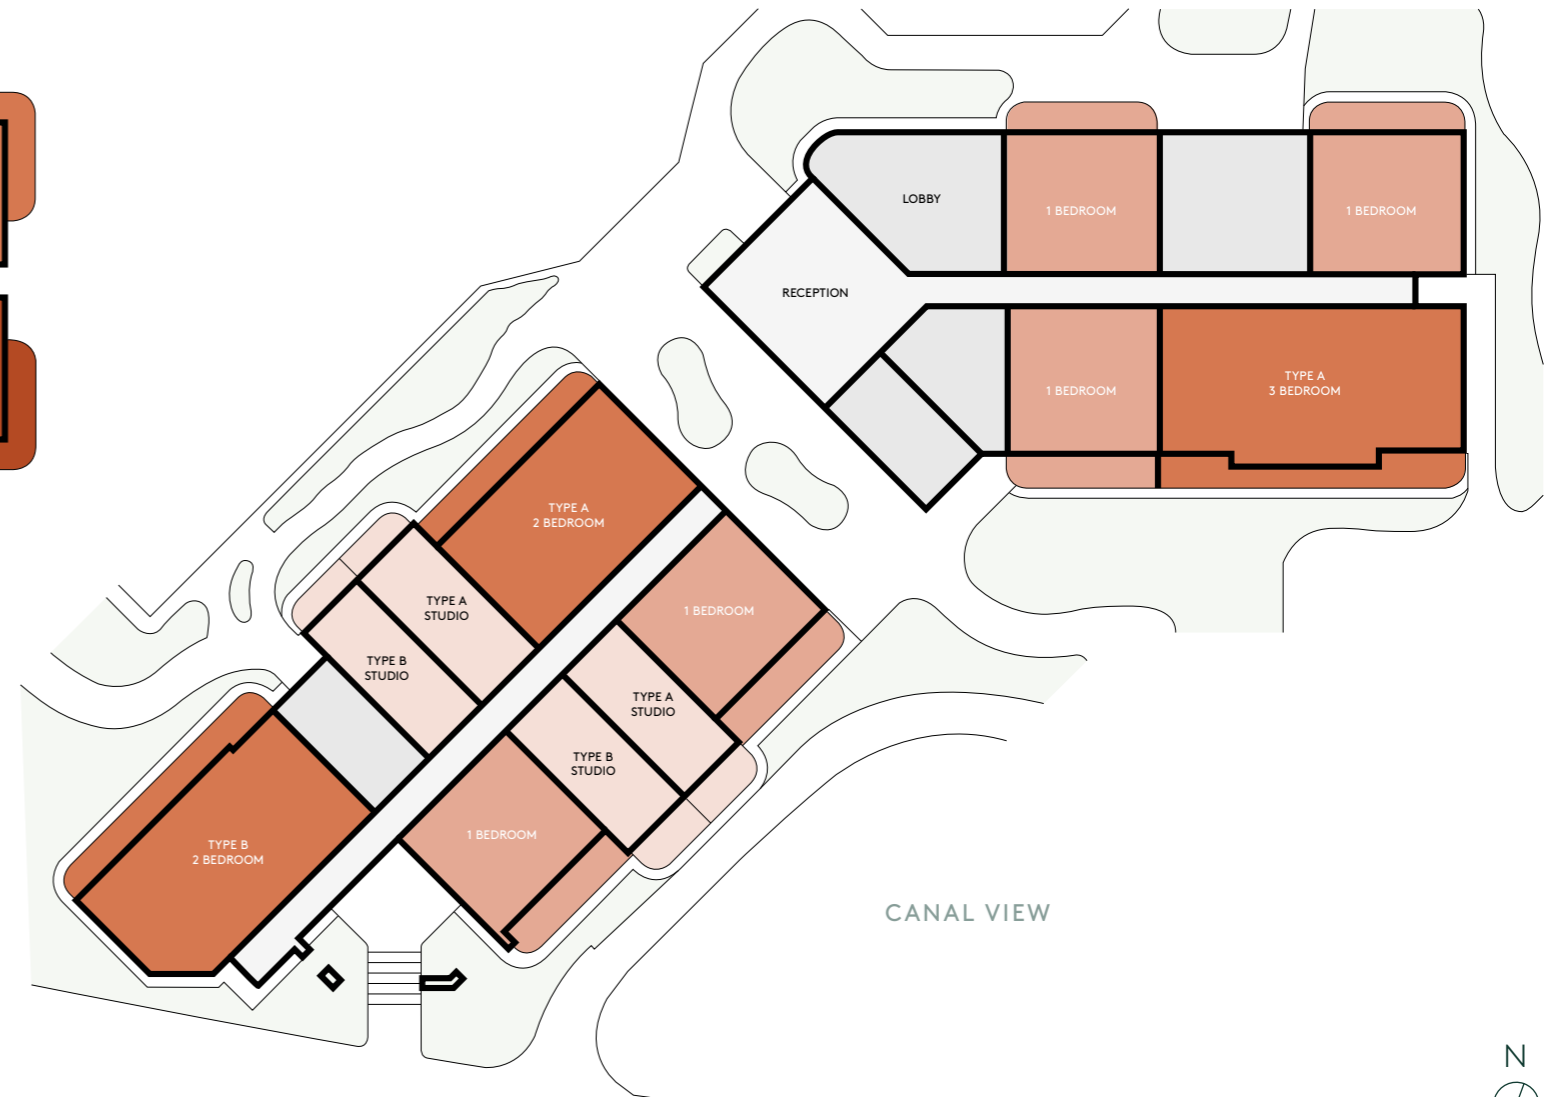 LOBBY
1 BEDROOM
1 BEDROOM
RECEPTION
1 BEDROOM
TYPE A
3 BEDROOM
TYPE A
2 BEDROOM
TYPE A
STUDIO
1 BEDROOM
TYPE B
STUDIO
TYPE A
STUDIO
TYPE B
STUDIO
1 BEDROOM
TYPE B
2 BEDROOM
CANAL VIEW
N